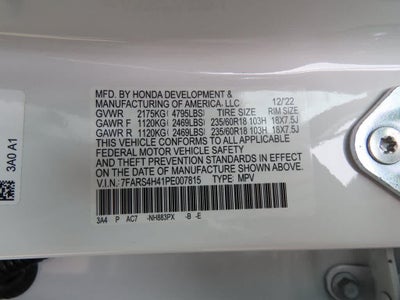 MFD. BY HONDA DEVELOPMENT &
MANUFACTURING OF AMERICA, LLC 12/22
GVWR 2175KG( 4795LBS) TIRE SIZE RIM SIZE
GAWR F 1120KG( 2469LBS) 235/60R18 103H 18X7.5J
GAWR R 1120KG( 2469LBS) 235/60R18 103H 18X7.5J
THIS VEHICLE CONFORMS TO ALL APPLICABLE
FEDERAL MOTOR VEHICLE SAFETY AND
THEFT PREVENTION STANDARDS IN EFFECT
ON THE DATE OF MANUFACTURE SHOWN ABOVE.
V.I.N. 7FARS4H41PE007815 TYPE: MPV
3A4 P AC7 -NH883PX -B -E
3A0 A1